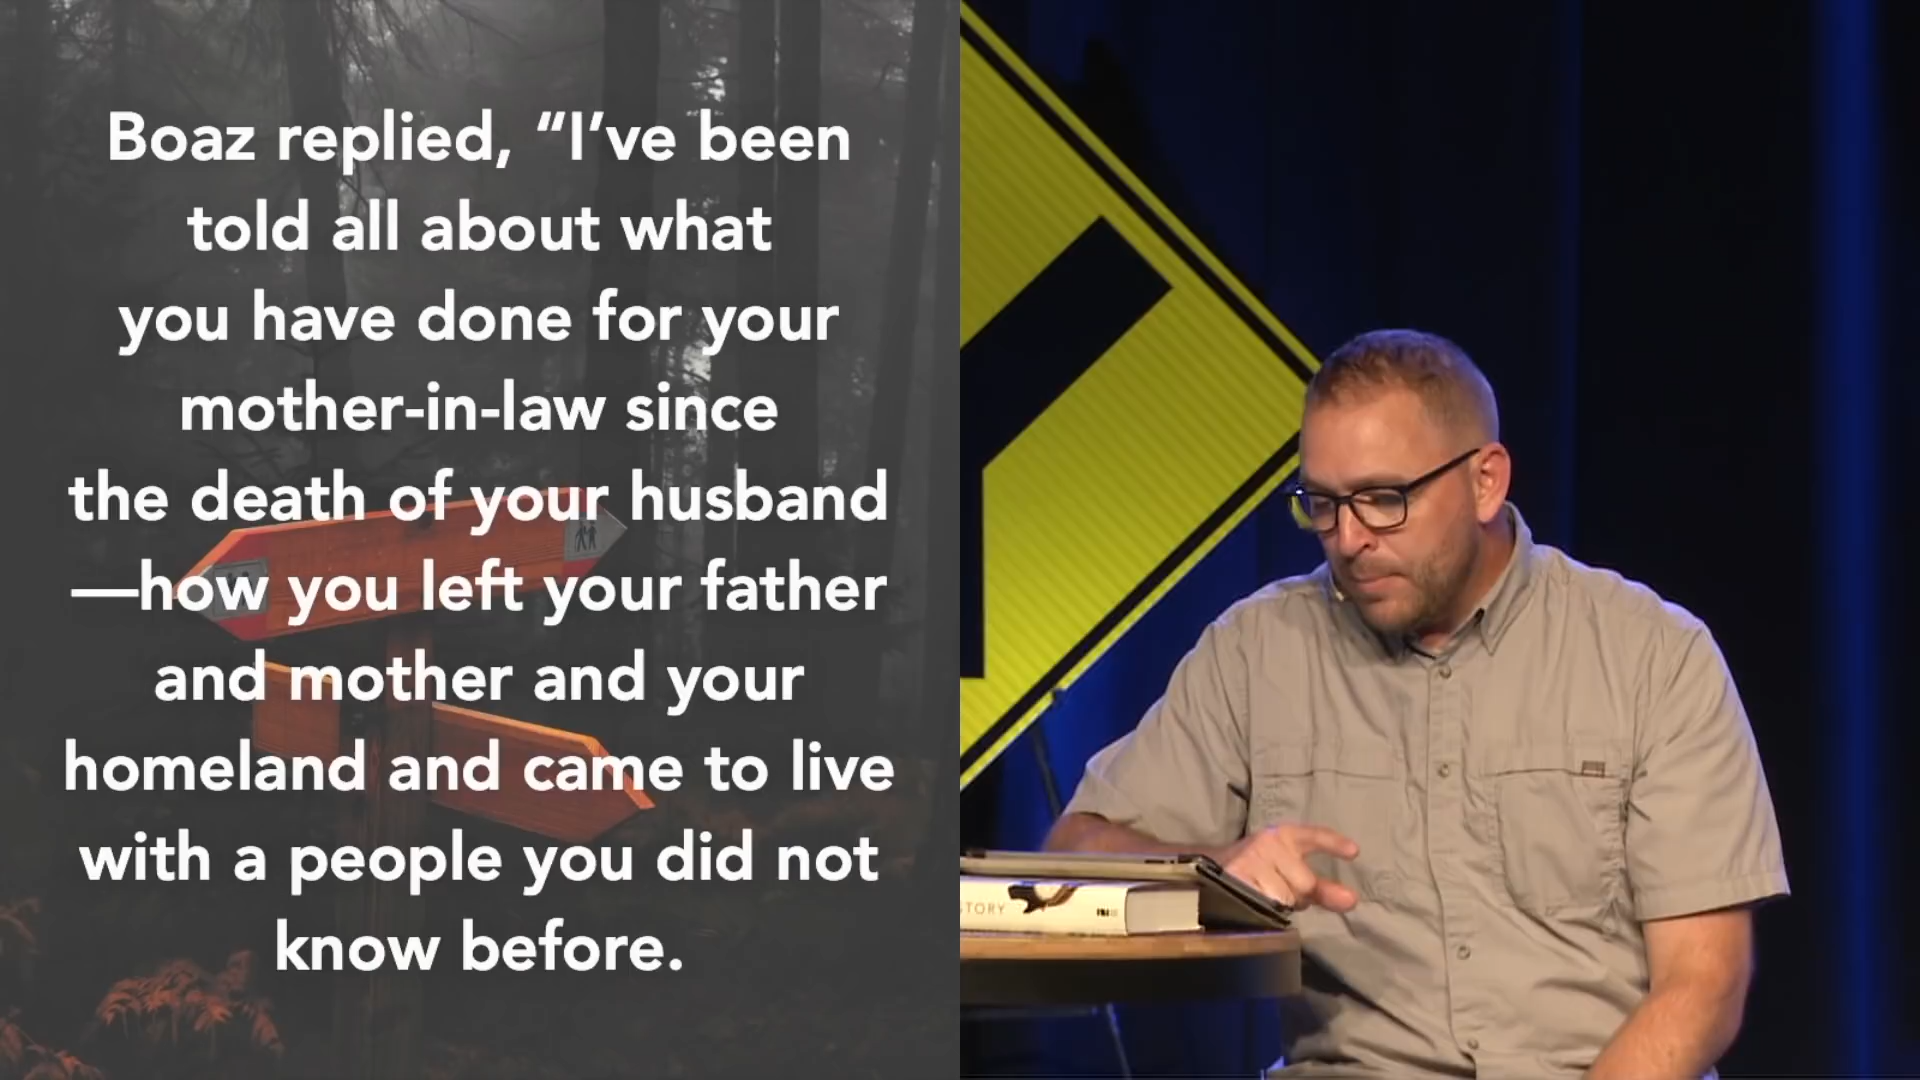 Boaz replied, “I’ve been
told all about what
you have done for your
mother-in-law since
the death of your husband
—how you left your father
and mother and your
homeland and came to live
with a people you did not
know before.
STORY